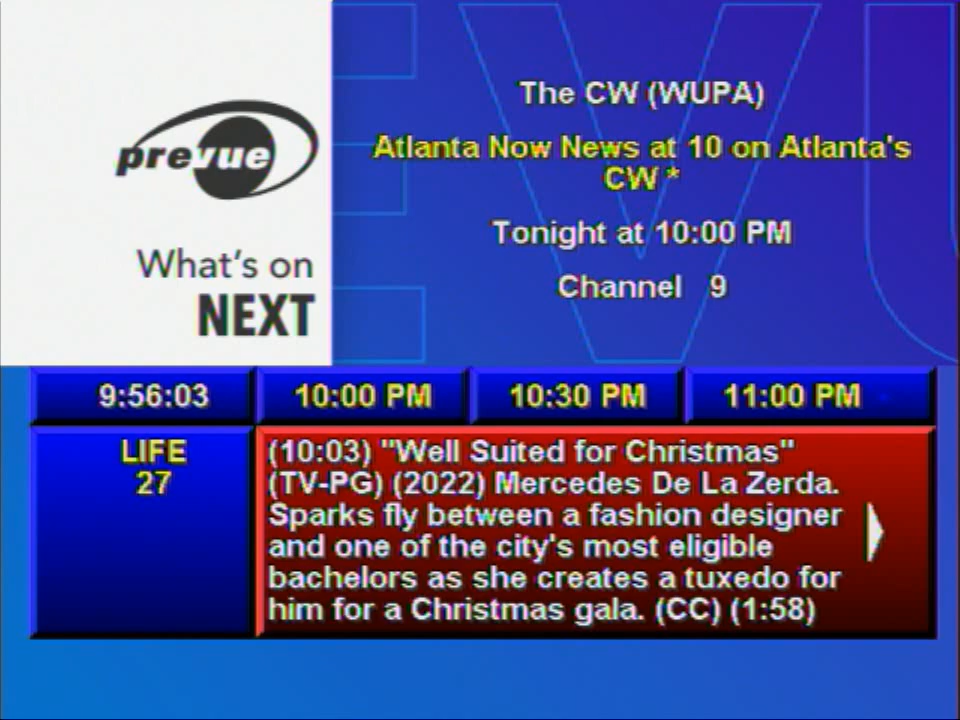 prevue
What's on
NEXT
The CW (WUPA)
Atlanta Now News at 10 on Atlanta's
CW *
Tonight at 10:00 PM
Channel 9
9:56:03
10:00 PM
10:30 PM
11:00 PM
LIFE
27
(10:03) "Well Suited for Christmas"
(TV-PG) (2022) Mercedes De La Zerda.
Sparks fly between a fashion designer
and one of the city's most eligible
bachelors as she creates a tuxedo for
him for a Christmas gala. (CC) (1:58)